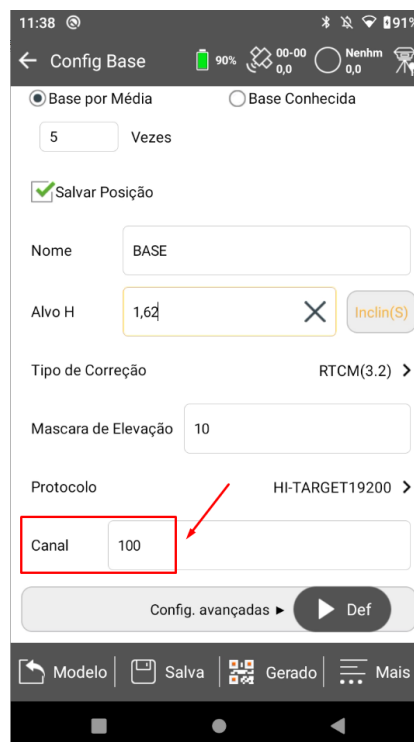 11:38 91%
Config Base 90% 00-00 0,0 Nenhm 0,0
Base por Média Base Conhecida
5 Vezes
Salvar Posição
Nome BASE
Alvo H 1,62 Inclin(S)
Tipo de Correção RTCM(3.2)
Mascara de Elevação 10
Protocolo HI-TARGET19200
Canal 100
Config. avançadas Def
Modelo Salva Gerado Mais